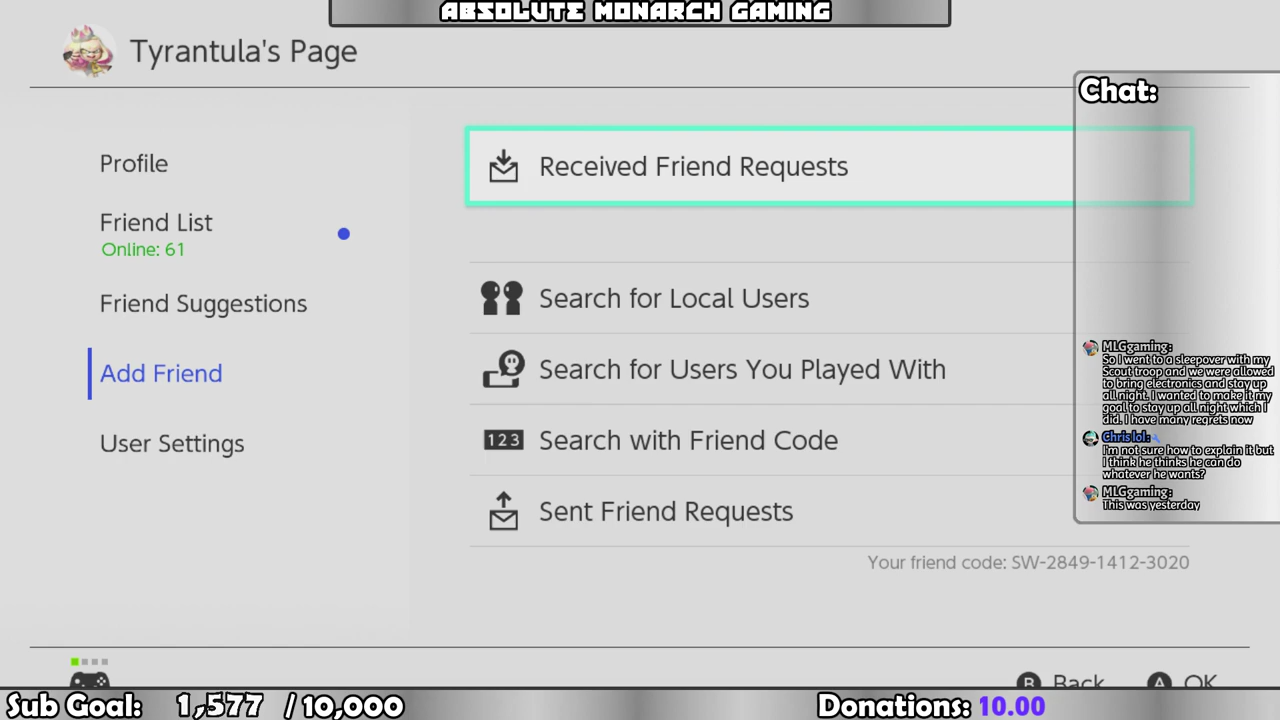 ABSOLUTE MONARCH GAMING
Tyrantula's Page
Profile
Friend List
Online: 61
Friend Suggestions
Add Friend
User Settings
Received Friend Requests
Search for Local Users
Search for Users You Played With
123 Search with Friend Code
Sent Friend Requests
Your friend code: SW-2849-1412-3020
Chat:
MLGgaming:
So I went to a sleepover with my
Scout troop and we were allowed
to bring electronics and stay up
all night. I wanted to make it my
goal to stay up all night which I
did. I have many regrets now
Chris lol:
I'm not sure how to explain it but
I think he thinks he can do
whatever he wants?
MLGgaming:
This was yesterday
B Back A OK
Sub Goal: 1,577 / 10,000
Donations: 10.00